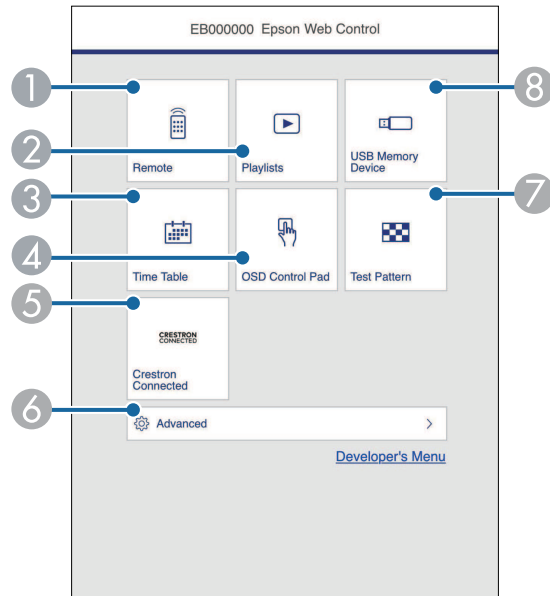 EB000000 Epson Web Control
1
8
Remote
2
Playlists
USB Memory
Device
3
7
Time Table
4
OSD Control Pad
Test Pattern
5
CRESTRON
CONNECTED
Crestron
Connected
6
Advanced
Developer's Menu